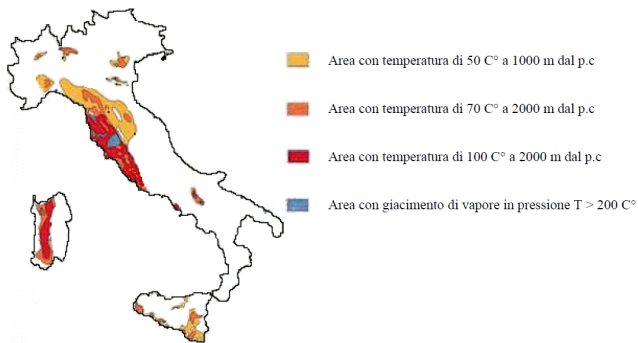 Area con temperatura di 50 C° a 1000 m dal p.c
Area con temperatura di 70 C° a 2000 m dal p.c
Area con temperatura di 100 C° a 2000 m dal p.c
Area con giacimento di vapore in pressione T > 200 C°